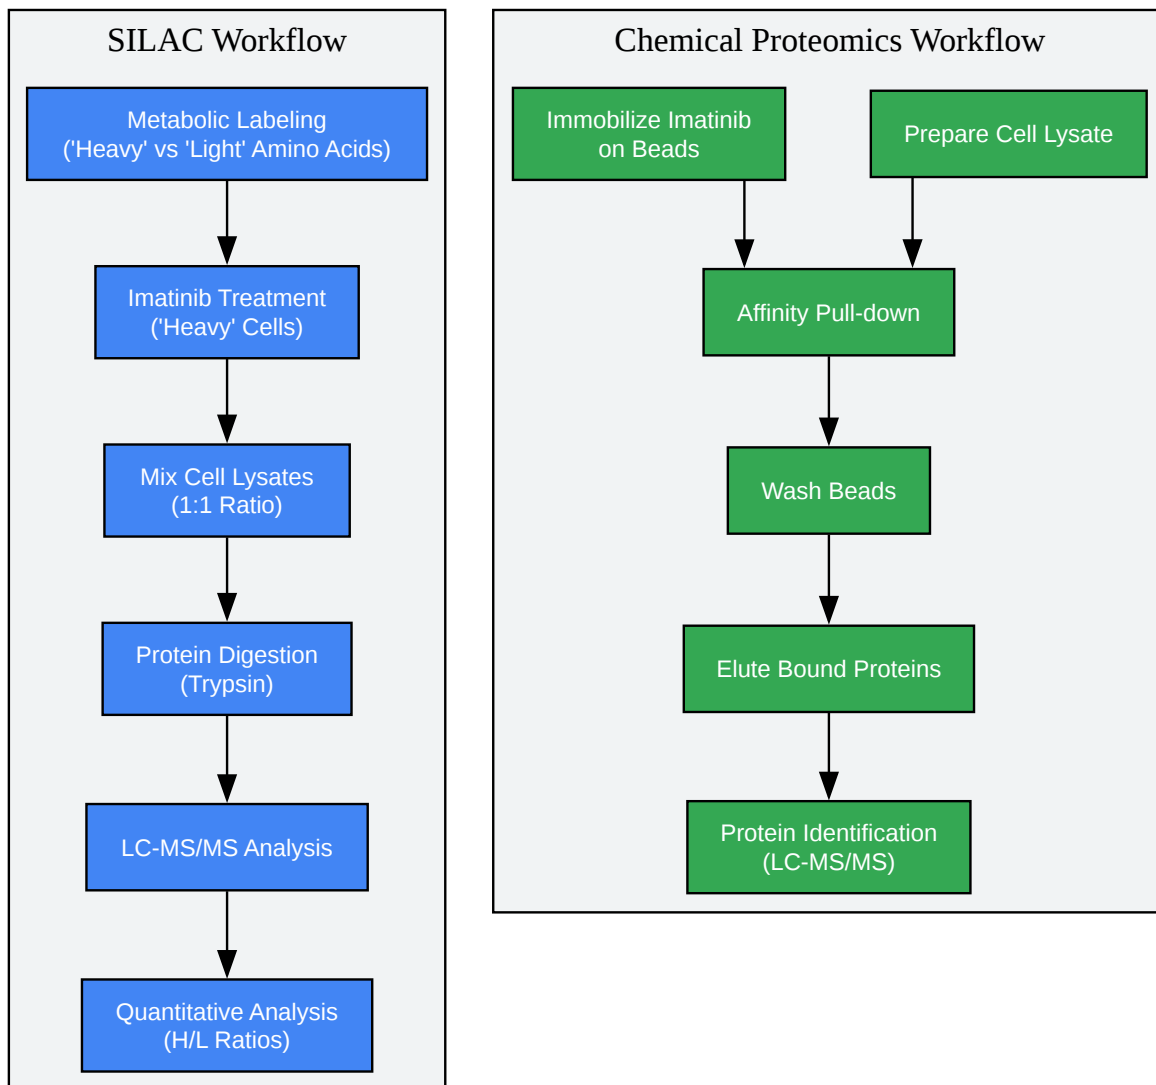 SILAC Workflow
Metabolic Labeling
('Heavy' vs 'Light' Amino Acids)
Imatinib Treatment
('Heavy' Cells)
Mix Cell Lysates
(1:1 Ratio)
Protein Digestion
(Trypsin)
LC-MS/MS Analysis
Quantitative Analysis
(H/L Ratios)
Chemical Proteomics Workflow
Immobilize Imatinib
on Beads
Prepare Cell Lysate
Affinity Pull-down
Wash Beads
Elute Bound Proteins
Protein Identification
(LC-MS/MS)